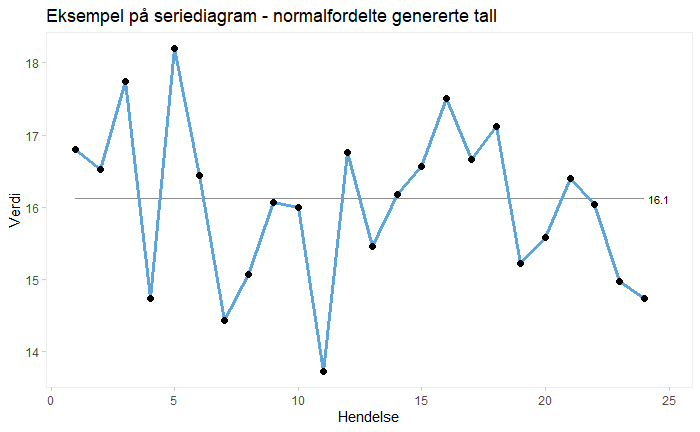 Eksempel på seriediagram - normalfordelte genererte tall
Verdi
18
17
16
15
14
16.1
0 5 10 15 20 25
Hendelse